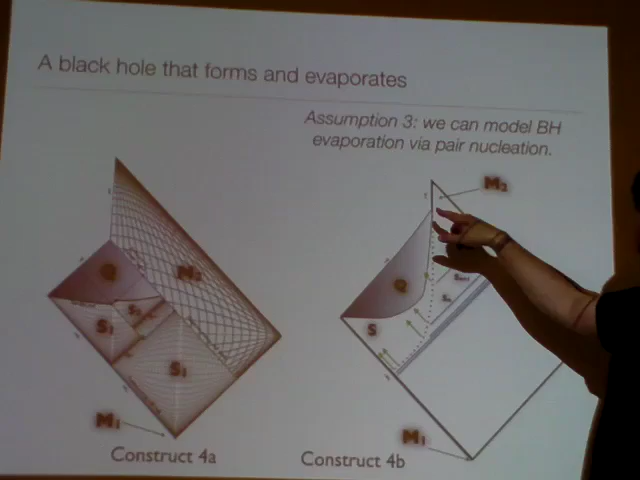 A black hole that forms and evaporates
Assumption 3: we can model BH
evaporation via pair nucleation.
M₂
Q
M₂
Q
S₁
S₁
S
M₁
M₁
Construct 4a
Construct 4b